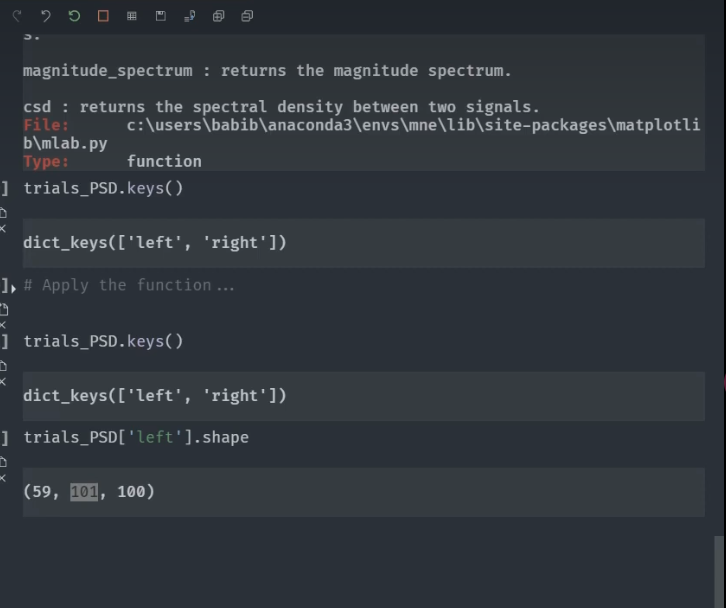 s.
magnitude_spectrum : returns the magnitude spectrum.
csd : returns the spectral density between two signals.
File:      c:\users\babib\anaconda3\envs\mne\lib\site-packages\matplotli
b\mlab.py
Type:      function
] trials_PSD.keys()
dict_keys(['left', 'right'])
] # Apply the function...
] trials_PSD.keys()
dict_keys(['left', 'right'])
] trials_PSD['left'].shape
(59, 101, 100)